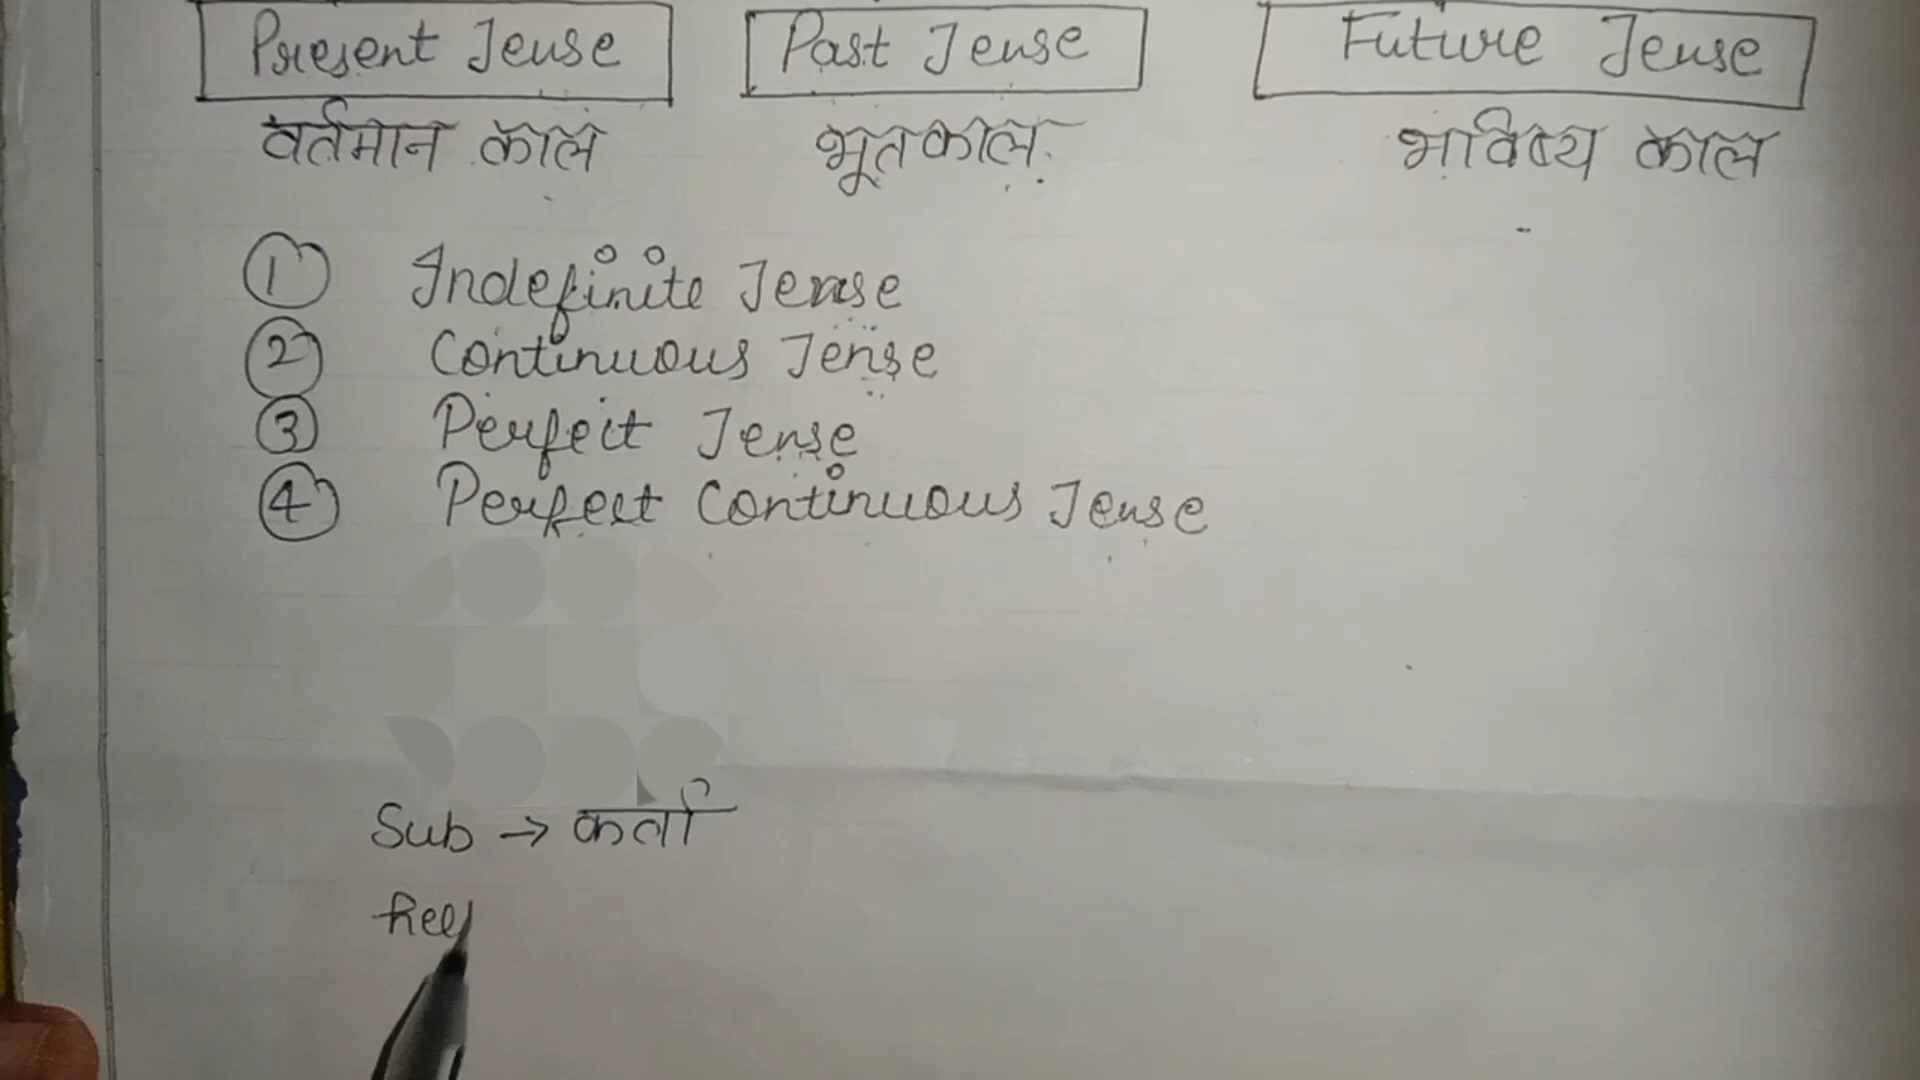 Present Tense Past Tense Future Tense
वर्तमान काल भूतकाल भविष्य काल
1 Indefinite Tense
2 Continuous Tense
3 Perfect Tense
4 Perfect Continuous Tense
Sub → कर्ता